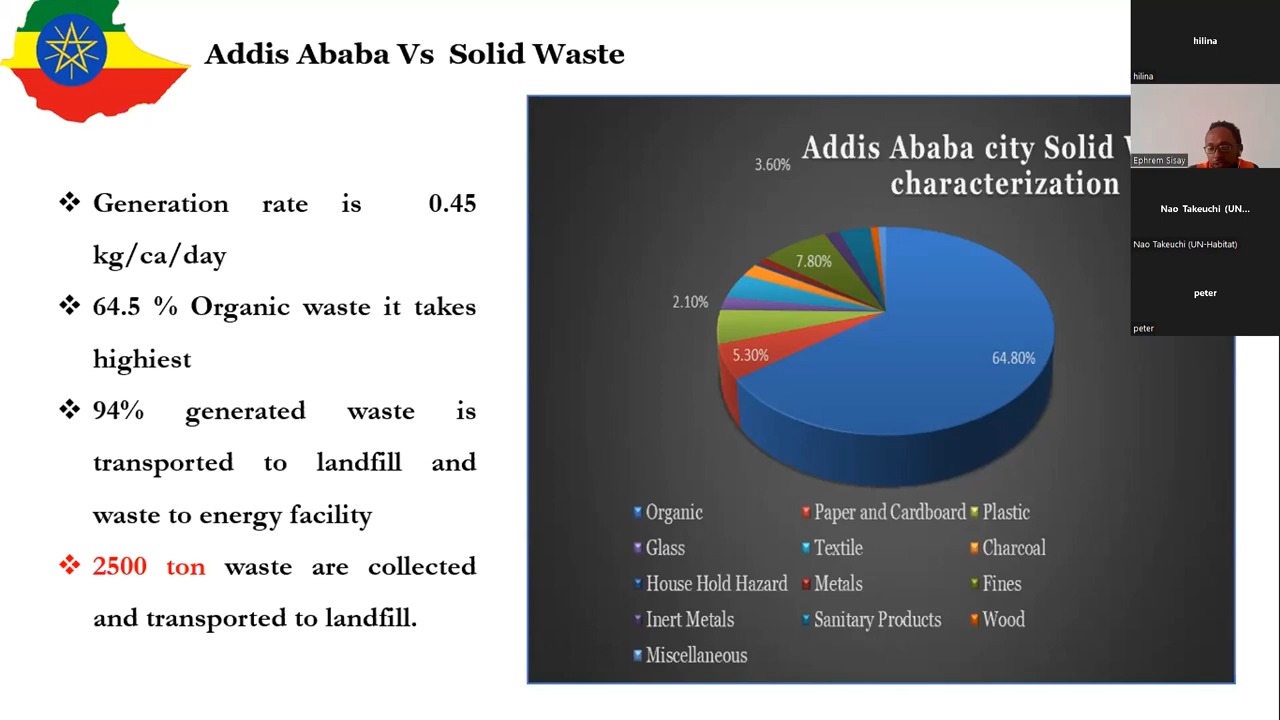 Addis Ababa Vs Solid Waste
❖ Generation rate is 0.45
kg/ca/day
❖ 64.5 % Organic waste it takes
highiest
❖ 94% generated waste is
transported to landfill and
waste to energy facility
❖ 2500 ton waste are collected
and transported to landfill.
Addis Ababa city Solid
characterization
3.60%
7.80%
2.10%
5.30%
64.80%
Organic
Paper and Cardboard
Plastic
Glass
Textile
Charcoal
House Hold Hazard
Metals
Fines
Inert Metals
Sanitary Products
Wood
Miscellaneous
hilina
hilina
Ephrem Sisay
Nao Takeuchi (UN...
Nao Takeuchi (UN-Habitat)
peter
peter